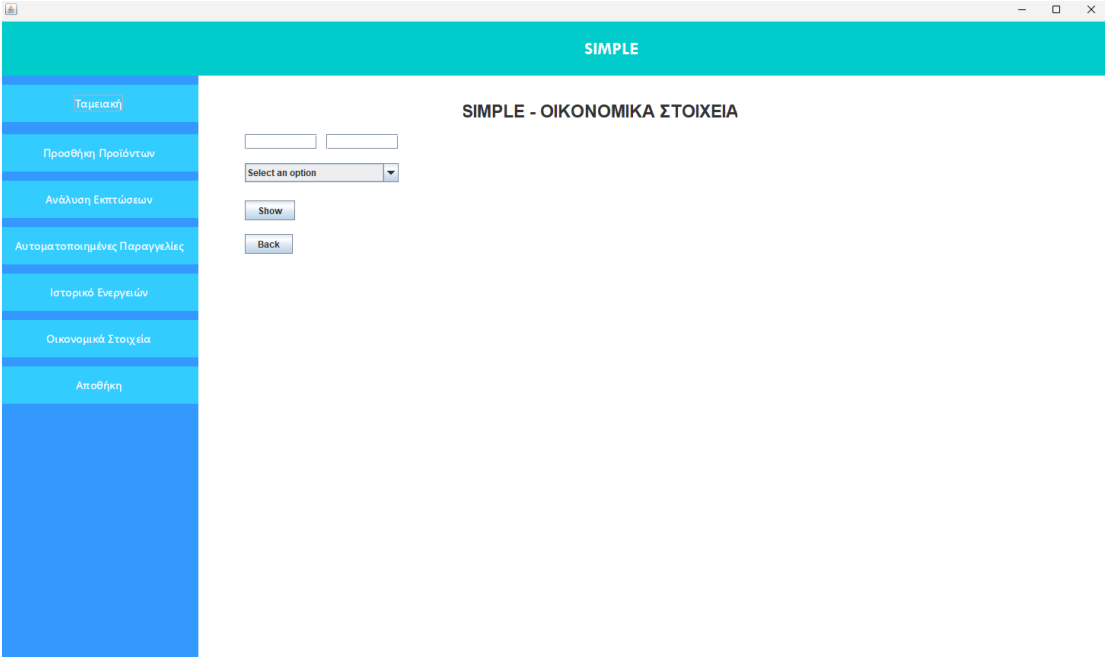 SIMPLE
Ταμειακή
Προσθήκη Προϊόντων
Ανάλυση Εκπτώσεων
Αυτοματοποιημένες Παραγγελίες
Ιστορικό Ενεργειών
Οικονομικά Στοιχεία
Αποθήκη
SIMPLE - ΟΙΚΟΝΟΜΙΚΑ ΣΤΟΙΧΕΙΑ
Select an option
Show
Back